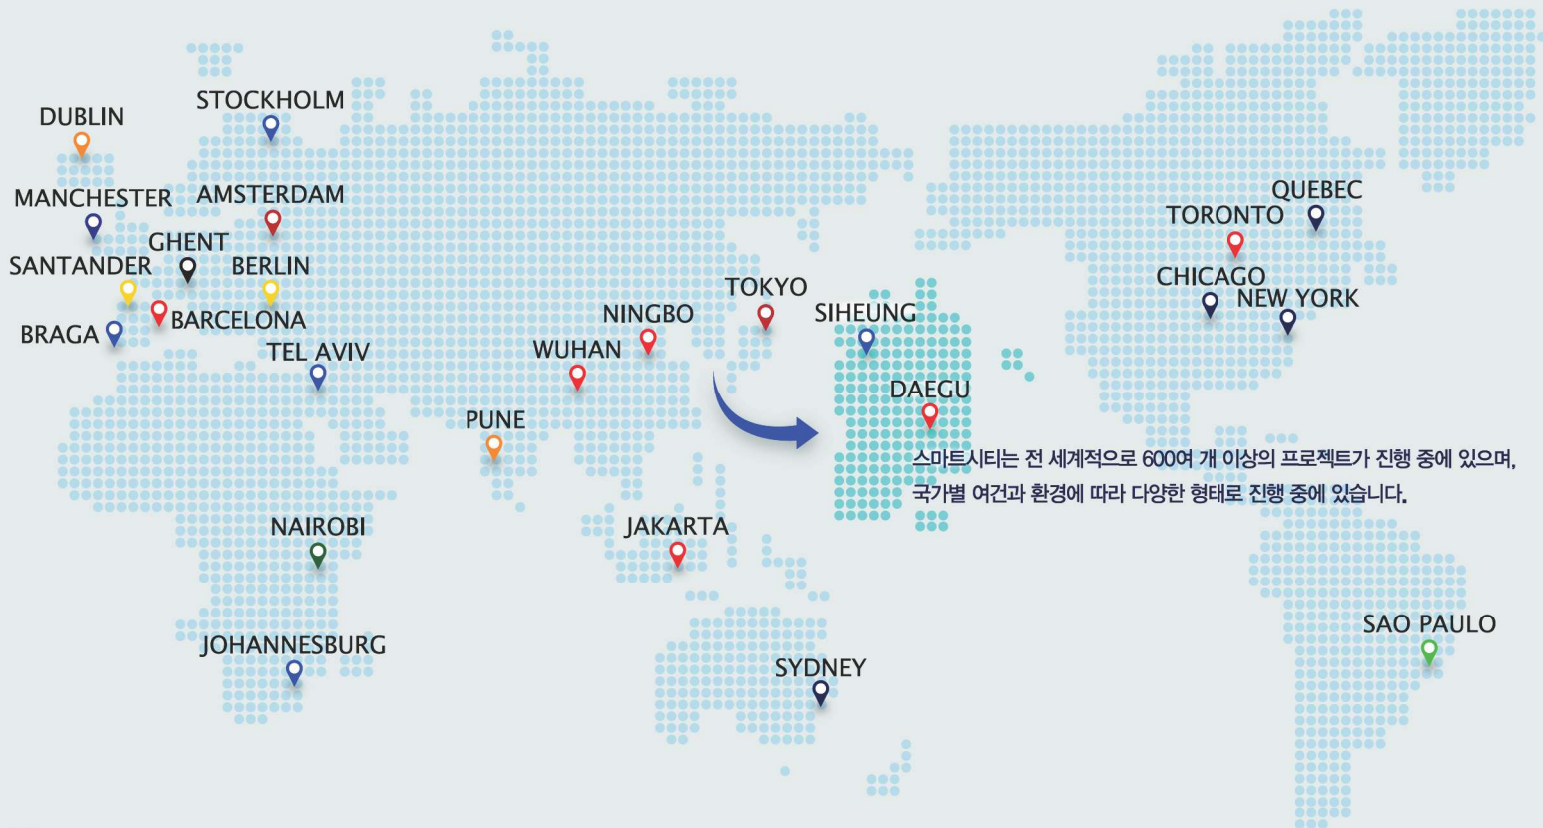 DUBLIN
STOCKHOLM
MANCHESTER
AMSTERDAM
QUEBEC
TORONTO
GHENT
SANTANDER
BERLIN
CHICAGO
TOKYO
NEW YORK
NINGBO
SIHEUNG
BARCELONA
BRAGA
WUHAN
TEL AVIV
DAEGU
PUNE
스마트시티는 전 세계적으로 600여 개 이상의 프로젝트가 진행 중에 있으며,
국가별 여건과 환경에 따라 다양한 형태로 진행 중에 있습니다.
NAIROBI
JAKARTA
SAO PAULO
JOHANNESBURG
SYDNEY